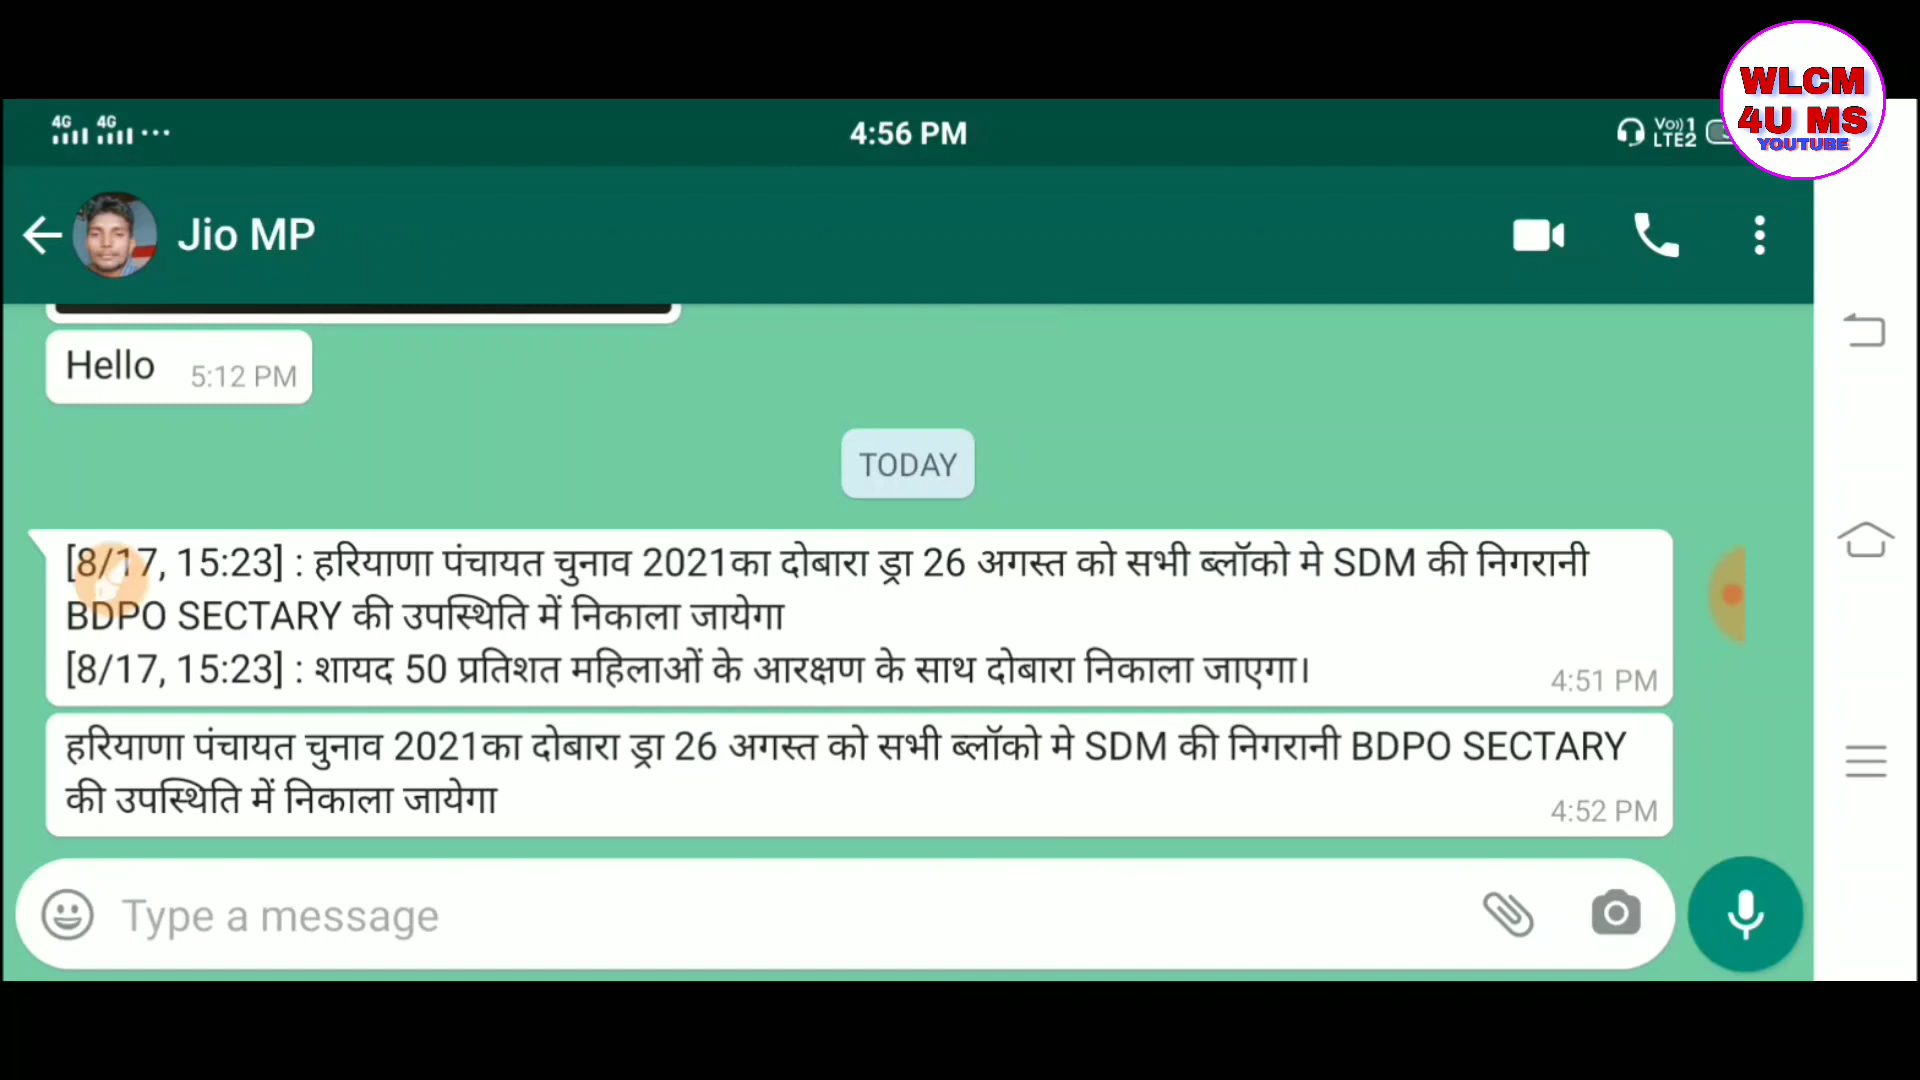 WLCM
4U MS
YOUTUBE
4G 4G
4:56 PM
Vo)) 1
LTE2
Jio MP
Hello 5:12 PM
TODAY
[8/17, 15:23] : हरियाणा पंचायत चुनाव 2021का दोबारा ड्रा 26 अगस्त को सभी ब्लॉको मे SDM की निगरानी
BDPO SECTARY की उपस्थिति में निकाला जायेगा
[8/17, 15:23] : शायद 50 प्रतिशत महिलाओं के आरक्षण के साथ दोबारा निकाला जाएगा।
4:51 PM
हरियाणा पंचायत चुनाव 2021का दोबारा ड्रा 26 अगस्त को सभी ब्लॉको मे SDM की निगरानी BDPO SECTARY
की उपस्थिति में निकाला जायेगा
4:52 PM
Type a message